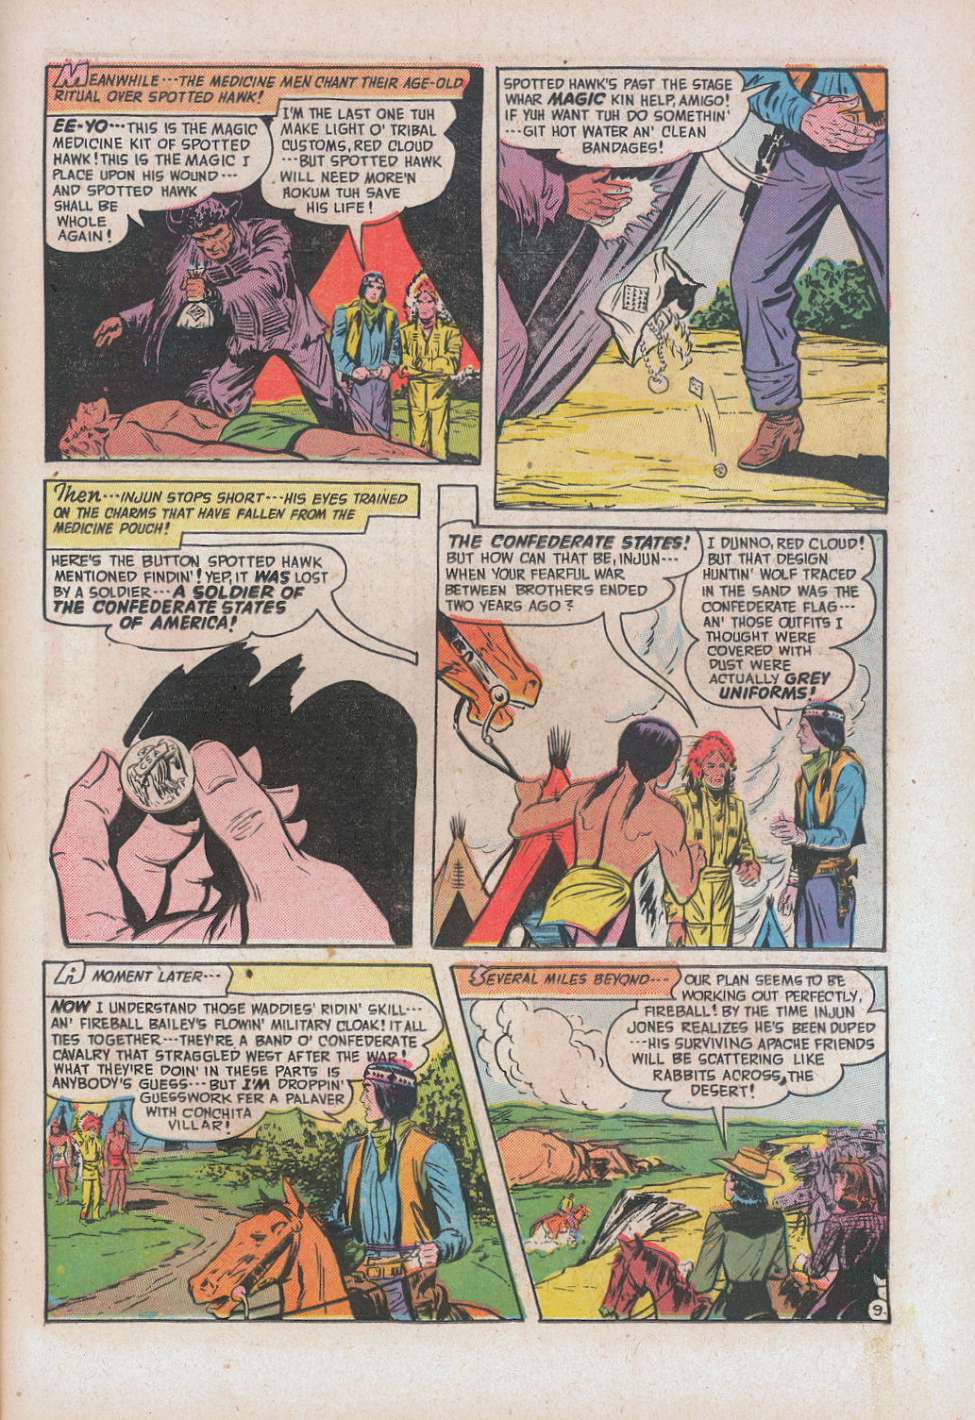 MEANWHILE---THE MEDICINE MEN CHANT THEIR AGE-OLD
RITUAL OVER SPOTTED HAWK!
EE-YO---THIS IS THE MAGIC
MEDICINE KIT OF SPOTTED
HAWK! THIS IS THE MAGIC I
PLACE UPON HIS WOUND---
AND SPOTTED HAWK
SHALL BE
WHOLE
AGAIN!
I'M THE LAST ONE TUH
MAKE LIGHT O' TRIBAL
CUSTOMS, RED CLOUD
---BUT SPOTTED HAWK
WILL NEED MORE'N
HOKUM TUH SAVE
HIS LIFE!
SPOTTED HAWK'S PAST THE STAGE
WHAR MAGIC KIN HELP, AMIGO!
IF YUH WANT TUH DO SOMETHIN'
---GIT HOT WATER AN' CLEAN
BANDAGES!
THEN---INJUN STOPS SHORT---HIS EYES TRAINED
ON THE CHARMS THAT HAVE FALLEN FROM THE
MEDICINE POUCH!
HERE'S THE BUTTON SPOTTED HAWK
MENTIONED FINDIN'! YEP, IT WAS LOST
BY A SOLDIER---A SOLDIER OF
THE CONFEDERATE STATES
OF AMERICA!
CSA
THE CONFEDERATE STATES!
BUT HOW CAN THAT BE, INJUN---
WHEN YOUR FEARFUL WAR
BETWEEN BROTHERS ENDED
TWO YEARS AGO?
I DUNNO, RED CLOUD!
BUT THAT DESIGN
HUNTIN' WOLF TRACED
IN THE SAND WAS THE
CONFEDERATE FLAG---
AN' THOSE OUTFITS I
THOUGHT WERE
COVERED WITH
DUST WERE
ACTUALLY GREY
UNIFORMS!
A MOMENT LATER---
NOW I UNDERSTAND THOSE WADDIES' RIDIN' SKILL---
AN' FIREBALL BAILEY'S FLOWIN' MILITARY CLOAK! IT ALL
TIES TOGETHER---THEY'RE A BAND O' CONFEDERATE
CAVALRY THAT STRAGGLED WEST AFTER THE WAR!
WHAT THEY'RE DOIN' IN THESE PARTS IS
ANYBODY'S GUESS---BUT I'M DROPPIN'
GUESSWORK FER A PALAVER
WITH CONCHITA
VILLAR!
SEVERAL MILES BEYOND---
OUR PLAN SEEMS TO BE
WORKING OUT PERFECTLY,
FIREBALL! BY THE TIME INJUN
JONES REALIZES HE'S BEEN DUPED
---HIS SURVIVING APACHE FRIENDS
WILL BE SCATTERING LIKE
RABBITS ACROSS THE
DESERT!
9